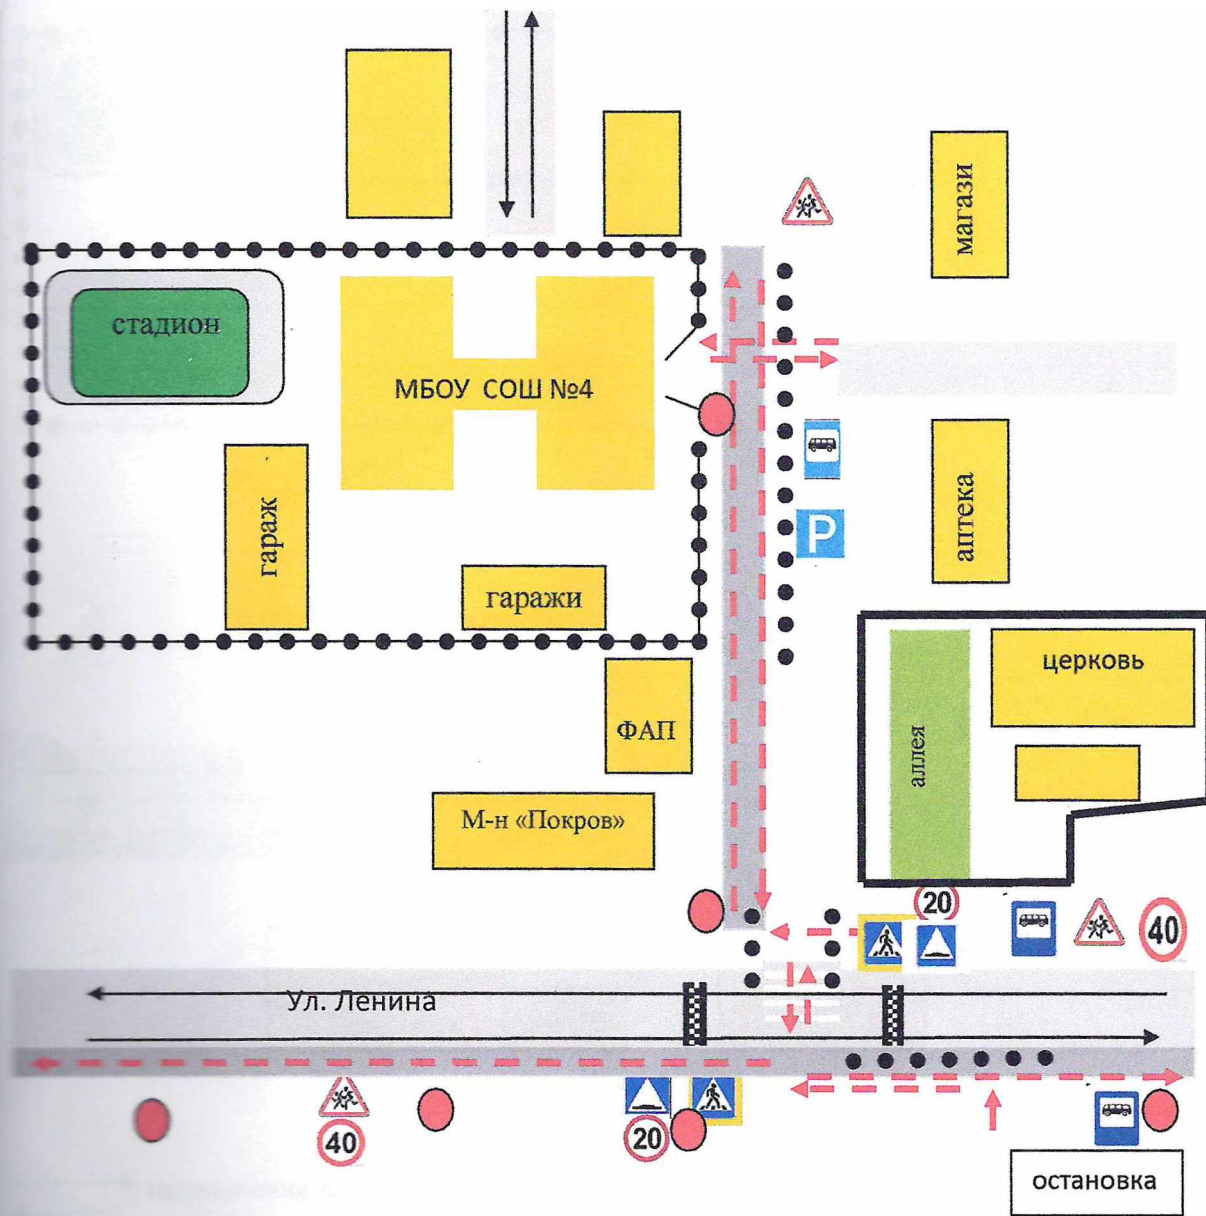 магази
стадион
МБОУ СОШ №4
гараж
P
аптека
гаражи
церковь
ФАП
аллея
М-н «Покров»
20
40
Ул. Ленина
40
20
остановка